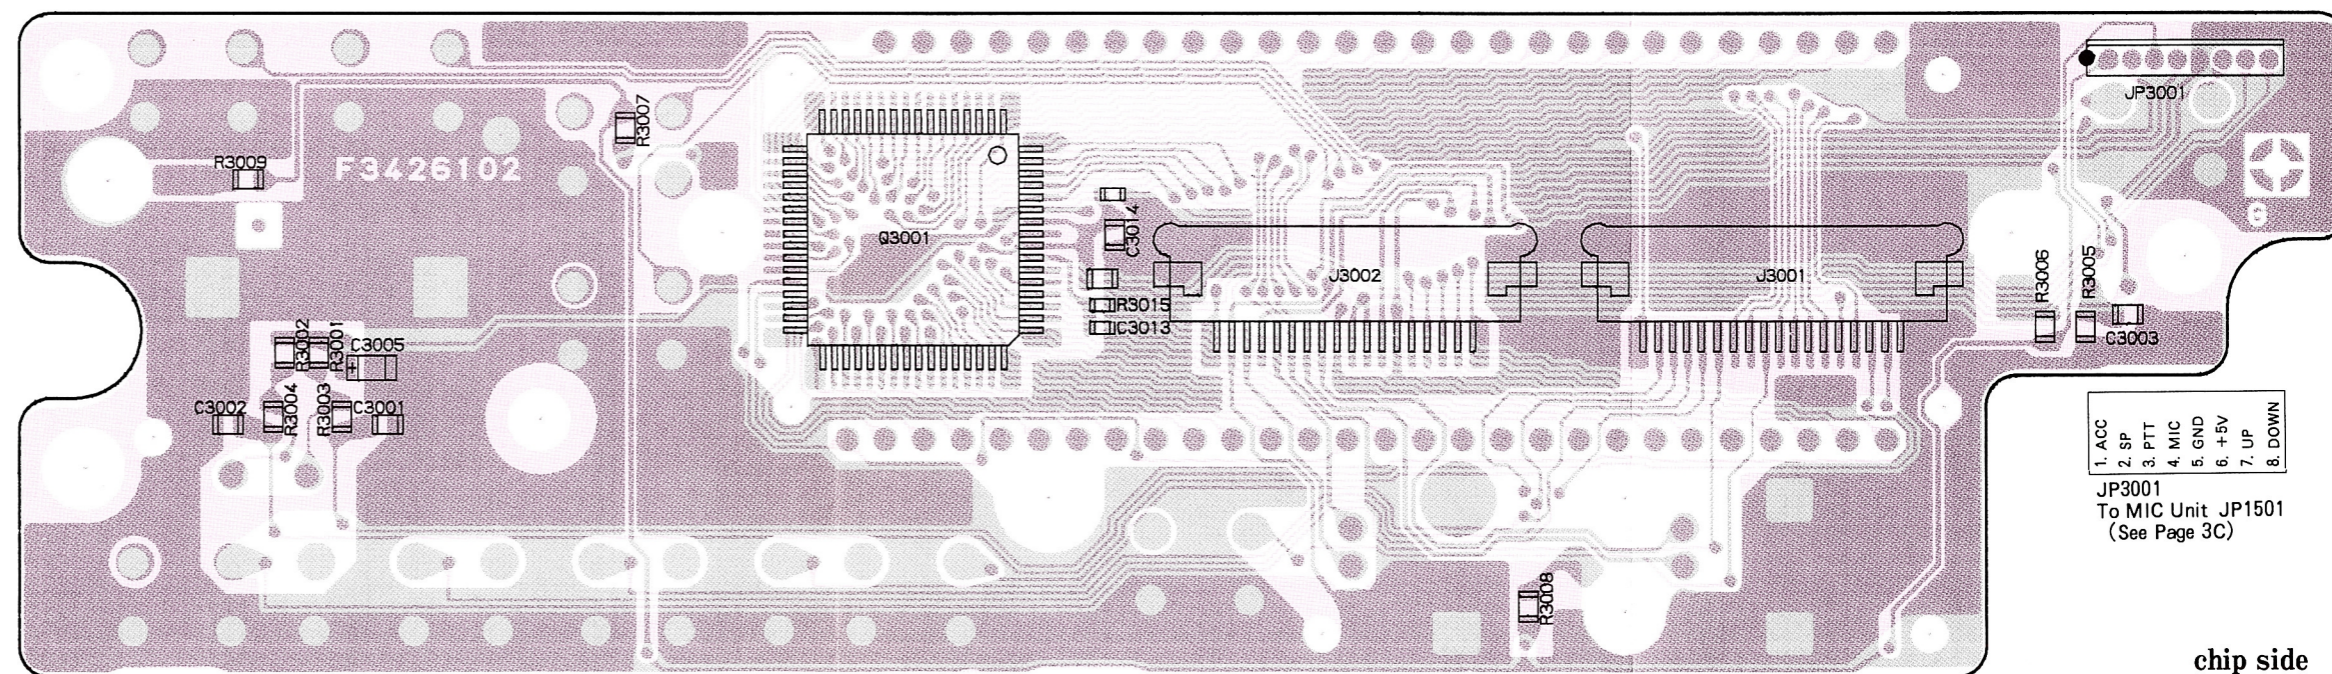 JP3001
R3007
R3009
F3426102
6
C3014
Q3001
J3002
J3001
R3006
R3005
R3015
C3013
C3003
R3002
R3001
C3005
+
C3002
R3004
R3003
C3001
R3008
1. ACC
2. SP
3. PTT
4. MIC
5. GND
6. +5V
7. UP
8. DOWN
JP3001
To MIC Unit JP1501
(See Page 3C)
chip side